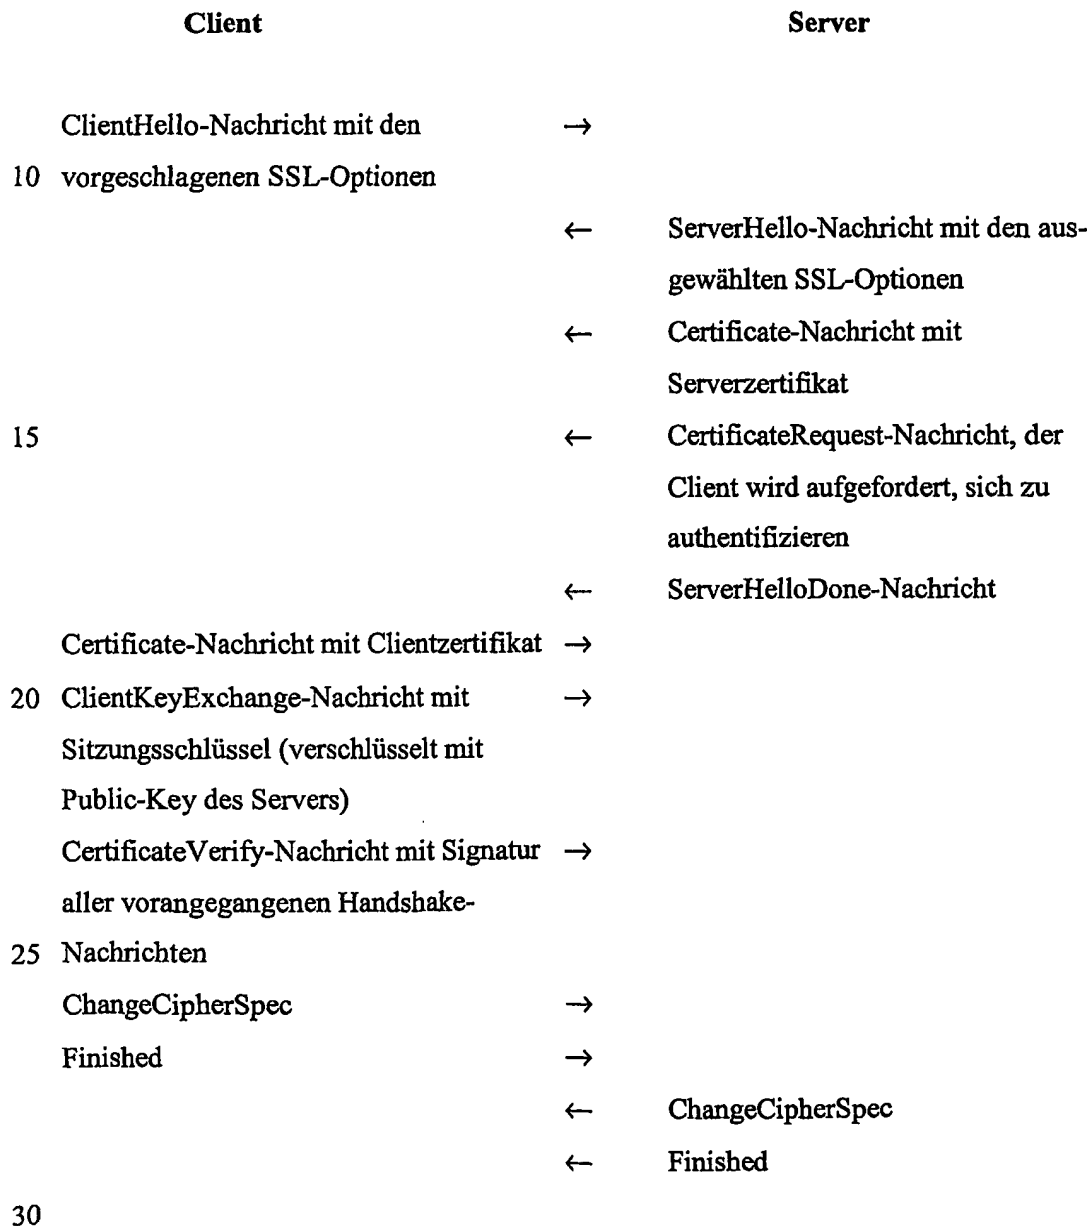 Client Server
ClientHello-Nachricht mit den →
10 vorgeschlagenen SSL-Optionen
← ServerHello-Nachricht mit den aus-
gewählten SSL-Optionen
← Certificate-Nachricht mit
Serverzertifikat
15 ← CertificateRequest-Nachricht, der
Client wird aufgefordert, sich zu
authentifizieren
← ServerHelloDone-Nachricht
Certificate-Nachricht mit Clientzertifikat →
20 ClientKeyExchange-Nachricht mit →
Sitzungsschlüssel (verschlüsselt mit
Public-Key des Servers)
CertificateVerify-Nachricht mit Signatur →
aller vorangegangenen Handshake-
25 Nachrichten
ChangeCipherSpec →
Finished →
← ChangeCipherSpec
← Finished
30